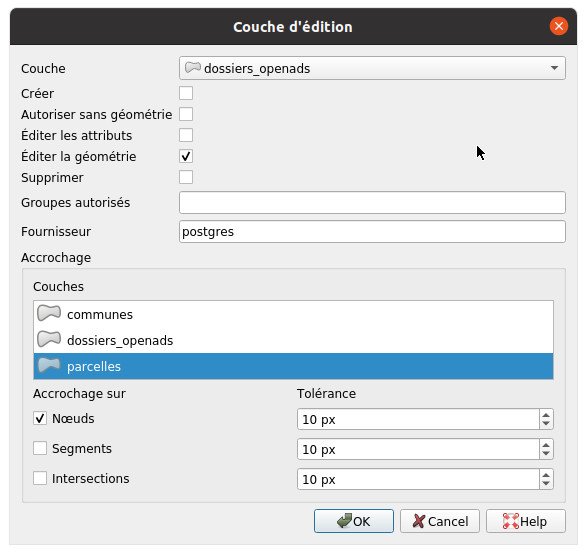 Couche d'édition
Couche dossiers_openads
Créer
Autoriser sans géométrie
Éditer les attributs
Éditer la géométrie
Supprimer
Groupes autorisés
Fournisseur postgres
Accrochage
Couches
communes
dossiers_openads
parcelles
Accrochage sur Tolérance
Nœuds 10 px
Segments 10 px
Intersections 10 px
OK Cancel Help